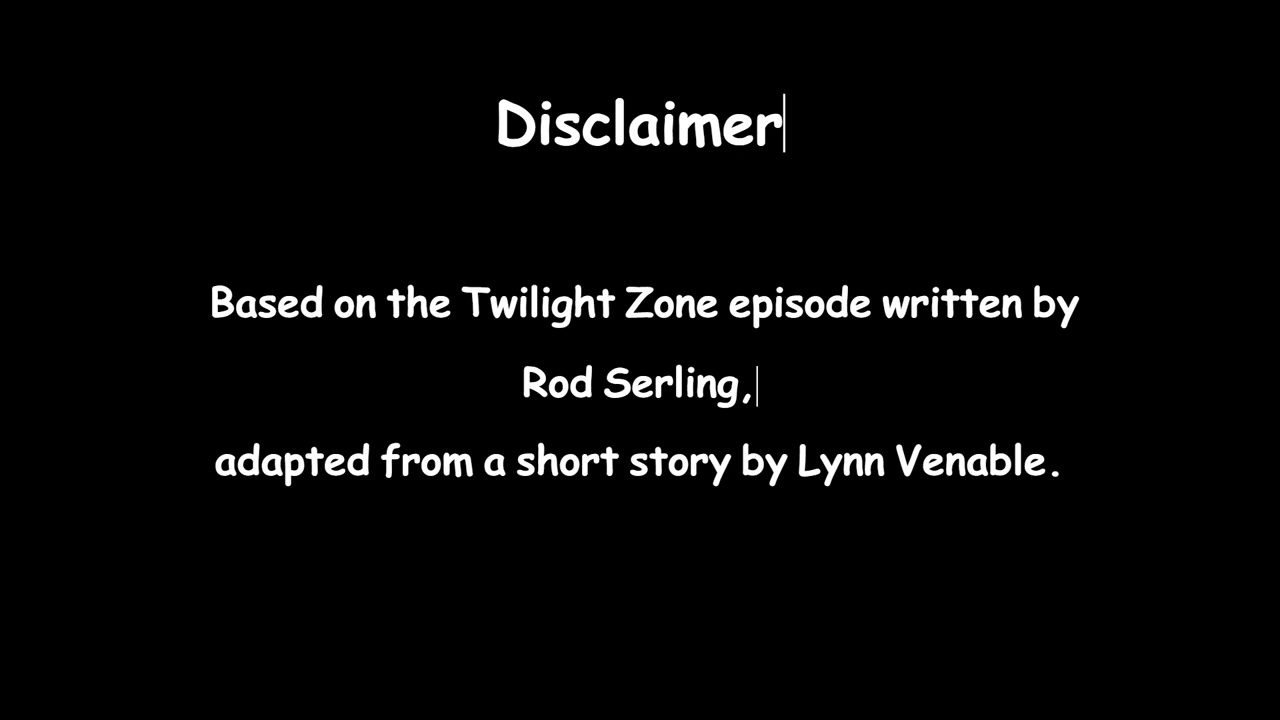 Disclaimer
Based on the Twilight Zone episode written by
Rod Serling,
adapted from a short story by Lynn Venable.